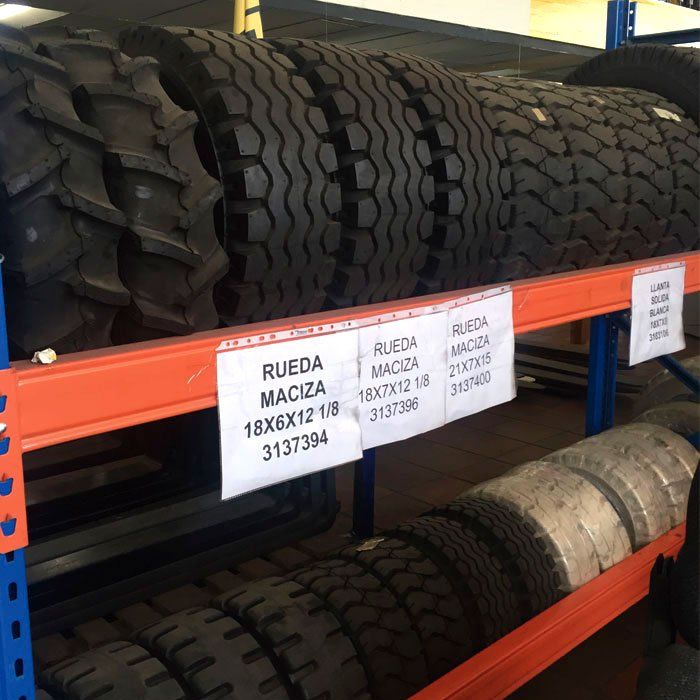 RUEDA
MACIZA
18X6X12 1/8
3137394
RUEDA
MACIZA
18X7X12 1/8
3137396
RUEDA
MACIZA
21X7X15
3137400
LLANTA
SOLIDA
BLANCA
18X7X8